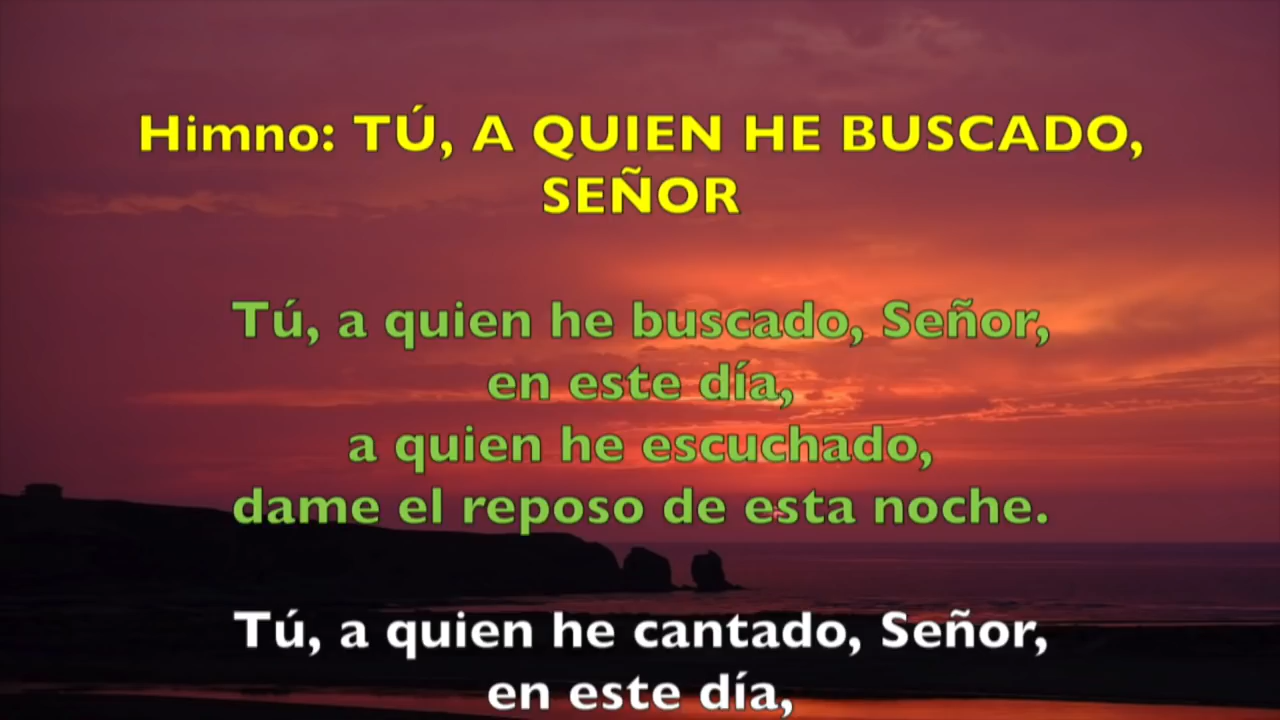 Himno: TÚ, A QUIEN HE BUSCADO,
SEÑOR
Tú, a quien he buscado, Señor,
en este día,
a quien he escuchado,
dame el reposo de esta noche.
Tú, a quien he cantado, Señor,
en este día,